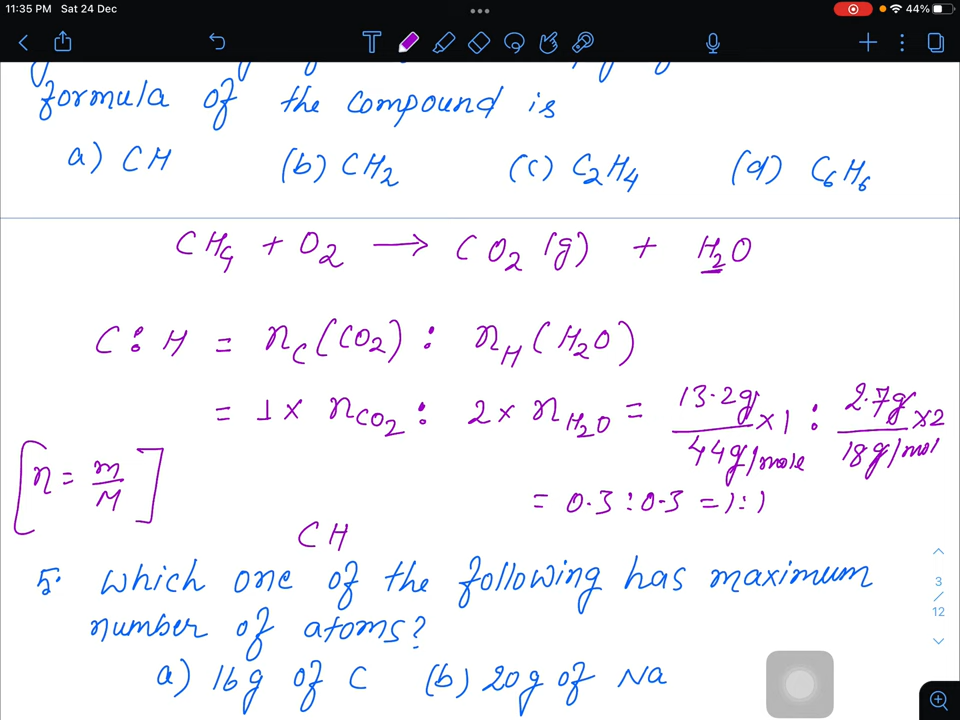 11:35 PM Sat 24 Dec
44%
T
formula of the compound is
a) CH (b) CH2 (c) C2H4 (d) C6H6
CH4 + O2 → CO2 (g) + H2O
C : H = nC(CO2) : nH(H2O)
= 1 × nCO2 : 2 × nH2O = 13.2g/44g/mole ×1 : 2.7g/18g/mol ×2
[n = m/M]
= 0.3 : 0.3 = 1:1
CH
5. Which one of the following has maximum
number of atoms?
a) 16g of C (b) 20g of Na
3
/
12